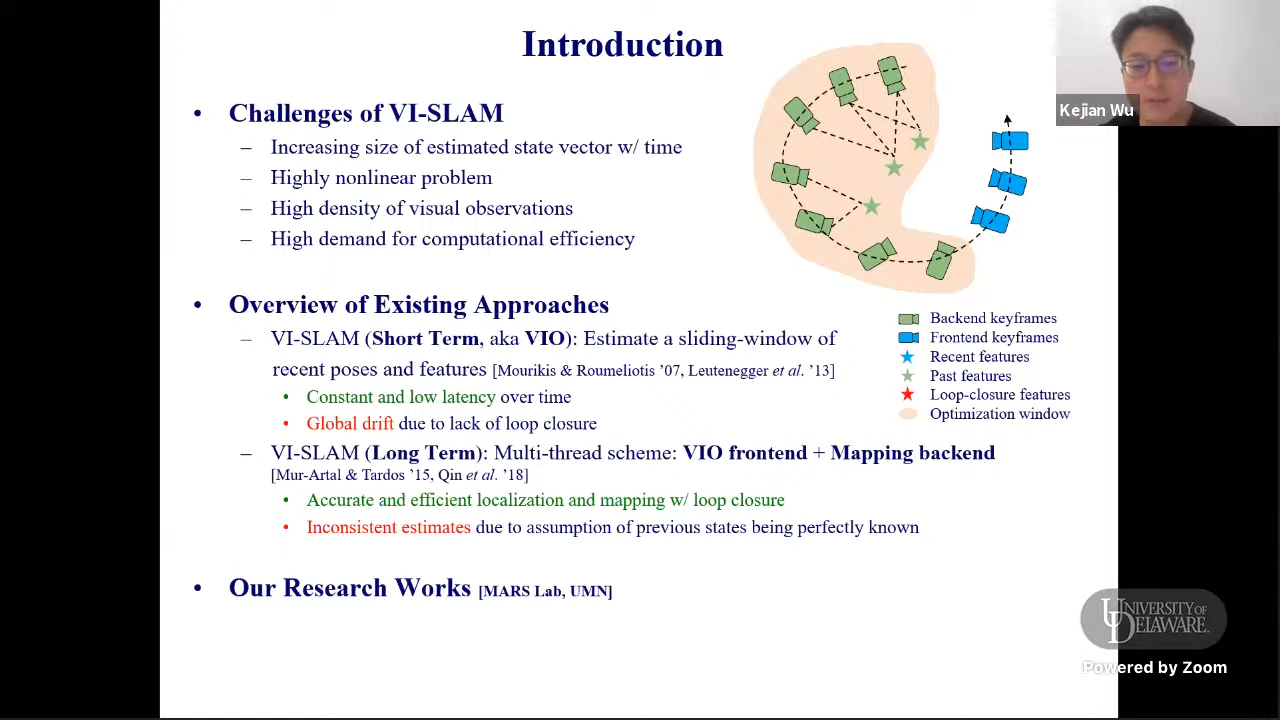 Introduction
Kejian Wu
• Challenges of VI-SLAM
– Increasing size of estimated state vector w/ time
– Highly nonlinear problem
– High density of visual observations
– High demand for computational efficiency
• Overview of Existing Approaches
– VI-SLAM (Short Term, aka VIO): Estimate a sliding-window of
recent poses and features [Mourikis & Roumeliotis ’07, Leutenegger et al. ’13]
• Constant and low latency over time
• Global drift due to lack of loop closure
– VI-SLAM (Long Term): Multi-thread scheme: VIO frontend + Mapping backend
[Mur-Artal & Tardos ’15, Qin et al. ’18]
• Accurate and efficient localization and mapping w/ loop closure
• Inconsistent estimates due to assumption of previous states being perfectly known
• Our Research Works [MARS Lab, UMN]
Backend keyframes
Frontend keyframes
Recent features
Past features
Loop-closure features
Optimization window
UNIVERSITY OF
DELAWARE.
Powered by Zoom